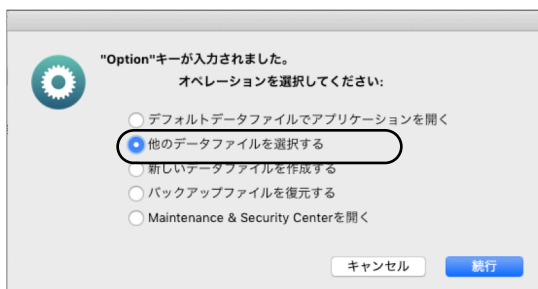 "Option"キーが入力されました。
オペレーションを選択してください:
デフォルトデータファイルでアプリケーションを開く
他のデータファイルを選択する
新しいデータファイルを作成する
バックアップファイルを復元する
Maintenance & Security Centerを開く
キャンセル
続行